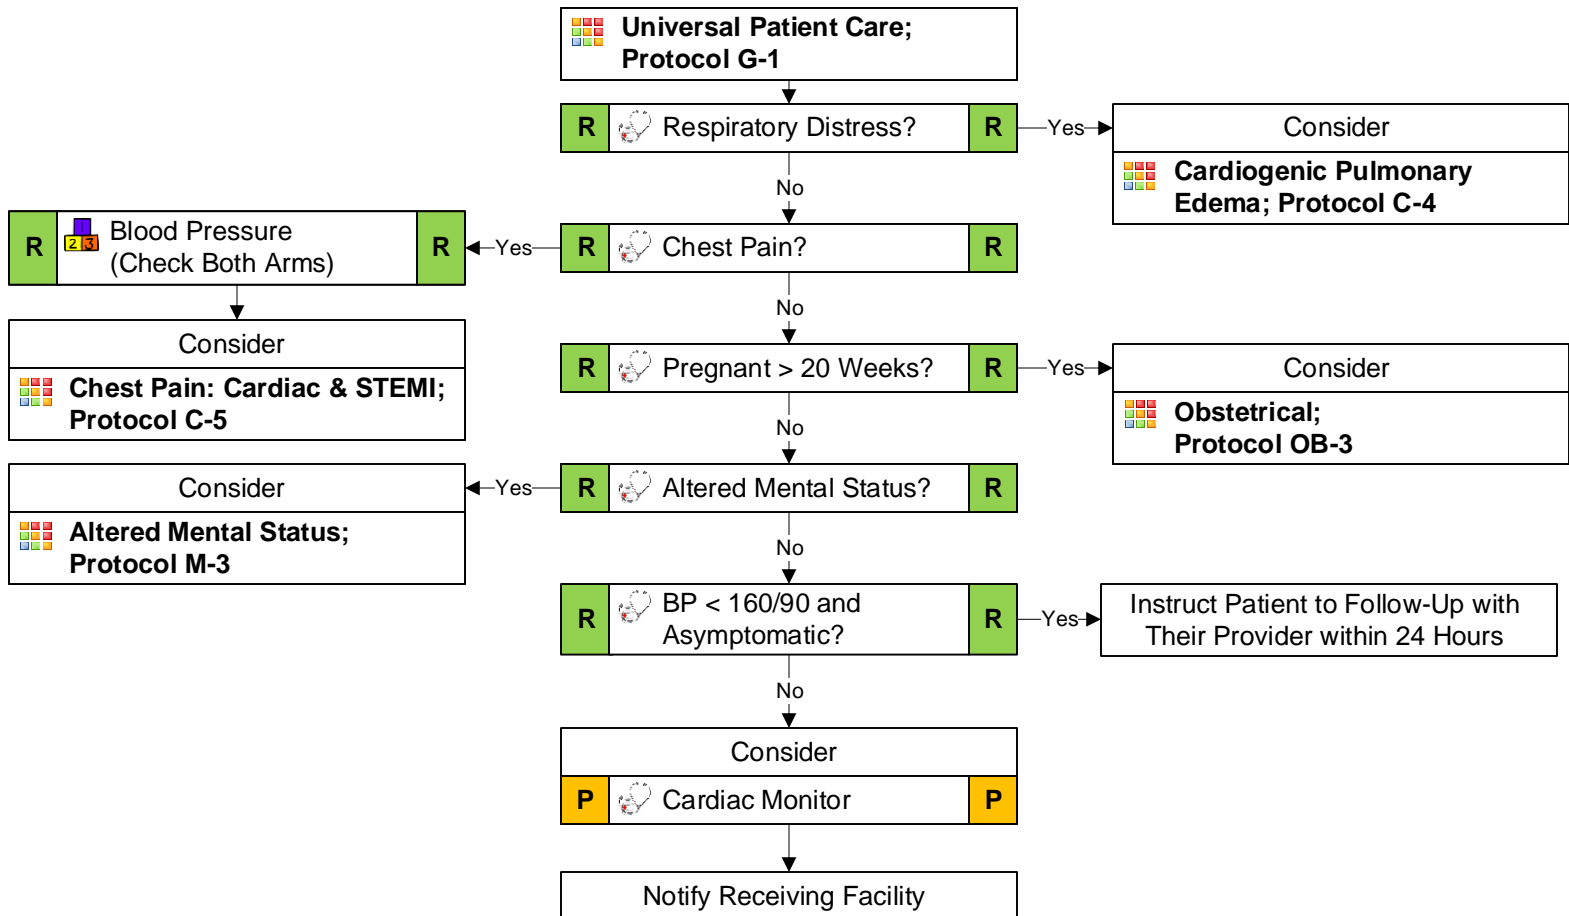 Universal Patient Care;
Protocol G-1
R Respiratory Distress? R
Yes
Consider
Cardiogenic Pulmonary
Edema; Protocol C-4
No
R Chest Pain? R
Yes
R 1 2 3 Blood Pressure
(Check Both Arms) R
Consider
Chest Pain: Cardiac & STEMI;
Protocol C-5
No
R Pregnant > 20 Weeks? R
Yes
Consider
Obstetrical;
Protocol OB-3
No
R Altered Mental Status? R
Yes
Consider
Altered Mental Status;
Protocol M-3
No
R BP < 160/90 and
Asymptomatic? R
Yes
Instruct Patient to Follow-Up with
Their Provider within 24 Hours
No
Consider
P Cardiac Monitor P
Notify Receiving Facility